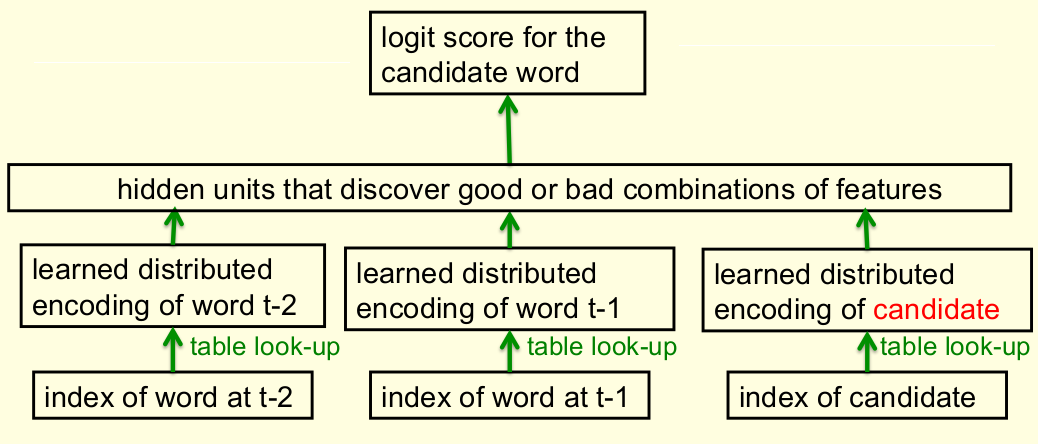 logit score for the
candidate word
hidden units that discover good or bad combinations of features
learned distributed
encoding of word t-2
learned distributed
encoding of word t-1
learned distributed
encoding of candidate
table look-up
table look-up
table look-up
index of word at t-2
index of word at t-1
index of candidate